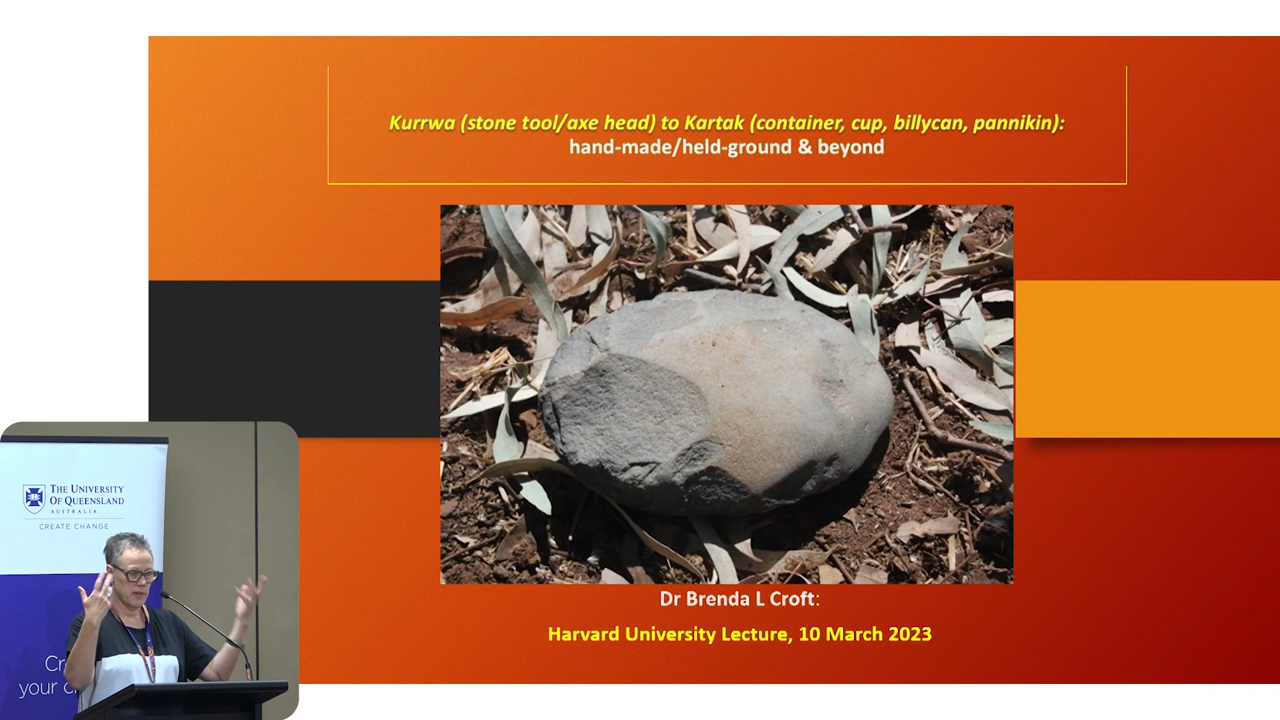 Kurrwa (stone tool/axe head) to Kartak (container, cup, billycan, pannikin):
hand-made/held-ground & beyond
Dr Brenda L Croft:
Harvard University Lecture, 10 March 2023
THE UNIVERSITY
OF QUEENSLAND
AUSTRALIA
CREATE CHANGE
your